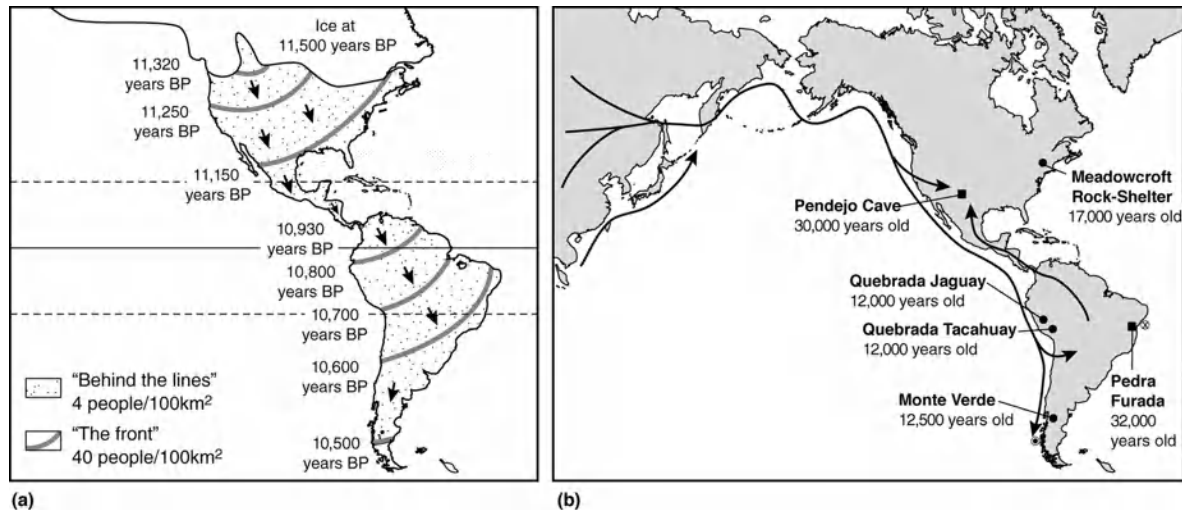 Ice at
11,500 years BP
11,320
years BP
11,250
years BP
11,150
years BP
10,930
years BP
10,800
years BP
10,700
years BP
10,600
years BP
10,500
years BP
"Behind the lines"
4 people/100km²
"The front"
40 people/100km²
(a)
Meadowcroft
Rock-Shelter
17,000 years old
Pendejo Cave
30,000 years old
Quebrada Jaguay
12,000 years old
Quebrada Tacahuay
12,000 years old
Monte Verde
12,500 years old
Pedra
Furada
32,000
years old
(b)